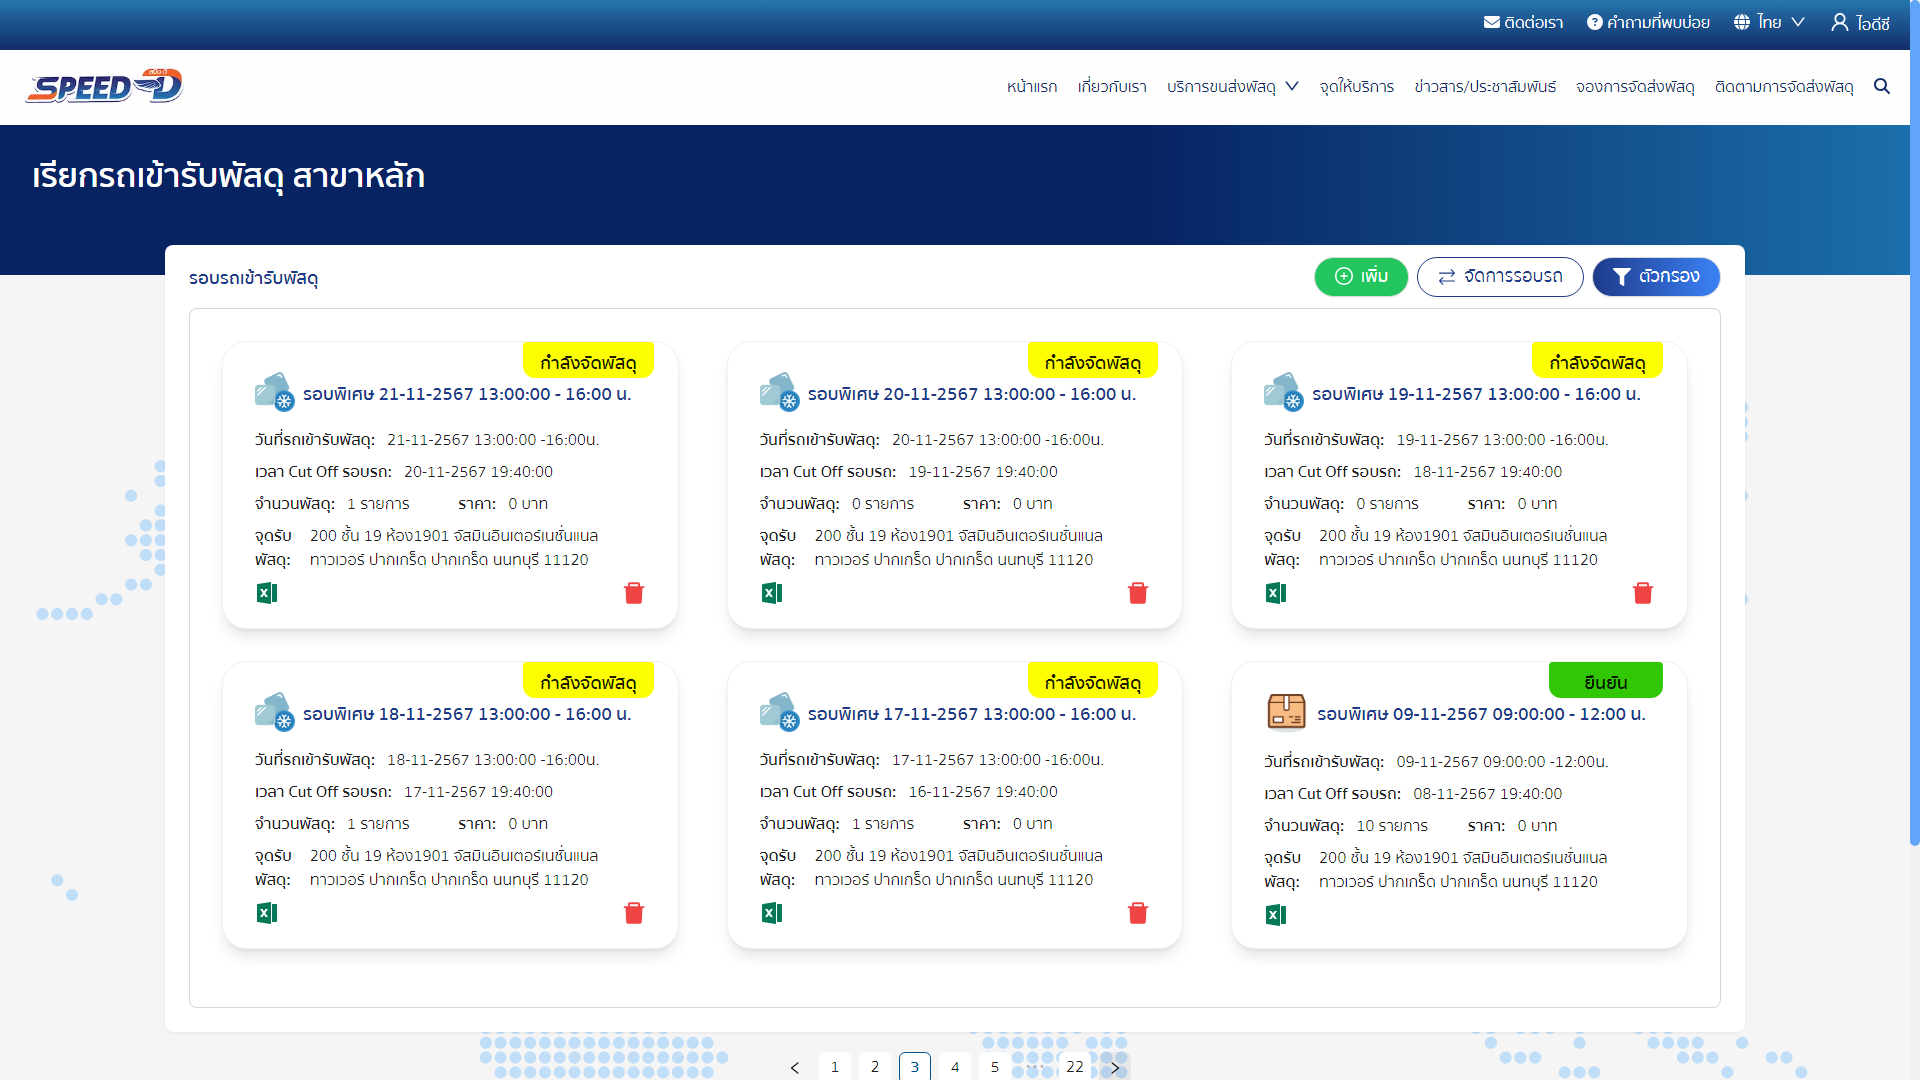 ติดต่อเรา คำถามที่พบบ่อย ไทย ไอดีซี
สปีด-ดี
SPEED-D
หน้าแรก เกี่ยวกับเรา บริการขนส่งพัสดุ จุดให้บริการ ข่าวสาร/ประชาสัมพันธ์ จองการจัดส่งพัสดุ ติดตามการจัดส่งพัสดุ
เรียกรถเข้ารับพัสดุ สาขาหลัก
รอบรถเข้ารับพัสดุ
เพิ่ม จัดการรอบรถ ตัวกรอง
กำลังจัดพัสดุ
รอบพิเศษ 21-11-2567 13:00:00 - 16:00 น.
วันที่รถเข้ารับพัสดุ: 21-11-2567 13:00:00 -16:00น.
เวลา Cut Off รอบรถ: 20-11-2567 19:40:00
จำนวนพัสดุ: 1 รายการ ราคา: 0 บาท
จุดรับ 200 ชั้น 19 ห้อง1901 จัสมินอินเตอร์เนชั่นแนล
พัสดุ: ทาวเวอร์ ปากเกร็ด ปากเกร็ด นนทบุรี 11120
กำลังจัดพัสดุ
รอบพิเศษ 20-11-2567 13:00:00 - 16:00 น.
วันที่รถเข้ารับพัสดุ: 20-11-2567 13:00:00 -16:00น.
เวลา Cut Off รอบรถ: 19-11-2567 19:40:00
จำนวนพัสดุ: 0 รายการ ราคา: 0 บาท
จุดรับ 200 ชั้น 19 ห้อง1901 จัสมินอินเตอร์เนชั่นแนล
พัสดุ: ทาวเวอร์ ปากเกร็ด ปากเกร็ด นนทบุรี 11120
กำลังจัดพัสดุ
รอบพิเศษ 19-11-2567 13:00:00 - 16:00 น.
วันที่รถเข้ารับพัสดุ: 19-11-2567 13:00:00 -16:00น.
เวลา Cut Off รอบรถ: 18-11-2567 19:40:00
จำนวนพัสดุ: 0 รายการ ราคา: 0 บาท
จุดรับ 200 ชั้น 19 ห้อง1901 จัสมินอินเตอร์เนชั่นแนล
พัสดุ: ทาวเวอร์ ปากเกร็ด ปากเกร็ด นนทบุรี 11120
กำลังจัดพัสดุ
รอบพิเศษ 18-11-2567 13:00:00 - 16:00 น.
วันที่รถเข้ารับพัสดุ: 18-11-2567 13:00:00 -16:00น.
เวลา Cut Off รอบรถ: 17-11-2567 19:40:00
จำนวนพัสดุ: 1 รายการ ราคา: 0 บาท
จุดรับ 200 ชั้น 19 ห้อง1901 จัสมินอินเตอร์เนชั่นแนล
พัสดุ: ทาวเวอร์ ปากเกร็ด ปากเกร็ด นนทบุรี 11120
กำลังจัดพัสดุ
รอบพิเศษ 17-11-2567 13:00:00 - 16:00 น.
วันที่รถเข้ารับพัสดุ: 17-11-2567 13:00:00 -16:00น.
เวลา Cut Off รอบรถ: 16-11-2567 19:40:00
จำนวนพัสดุ: 1 รายการ ราคา: 0 บาท
จุดรับ 200 ชั้น 19 ห้อง1901 จัสมินอินเตอร์เนชั่นแนล
พัสดุ: ทาวเวอร์ ปากเกร็ด ปากเกร็ด นนทบุรี 11120
ยืนยัน
รอบพิเศษ 09-11-2567 09:00:00 - 12:00 น.
วันที่รถเข้ารับพัสดุ: 09-11-2567 09:00:00 -12:00น.
เวลา Cut Off รอบรถ: 08-11-2567 19:40:00
จำนวนพัสดุ: 10 รายการ ราคา: 0 บาท
จุดรับ 200 ชั้น 19 ห้อง1901 จัสมินอินเตอร์เนชั่นแนล
พัสดุ: ทาวเวอร์ ปากเกร็ด ปากเกร็ด นนทบุรี 11120
< 1 2 3 4 5 ••• 22 >